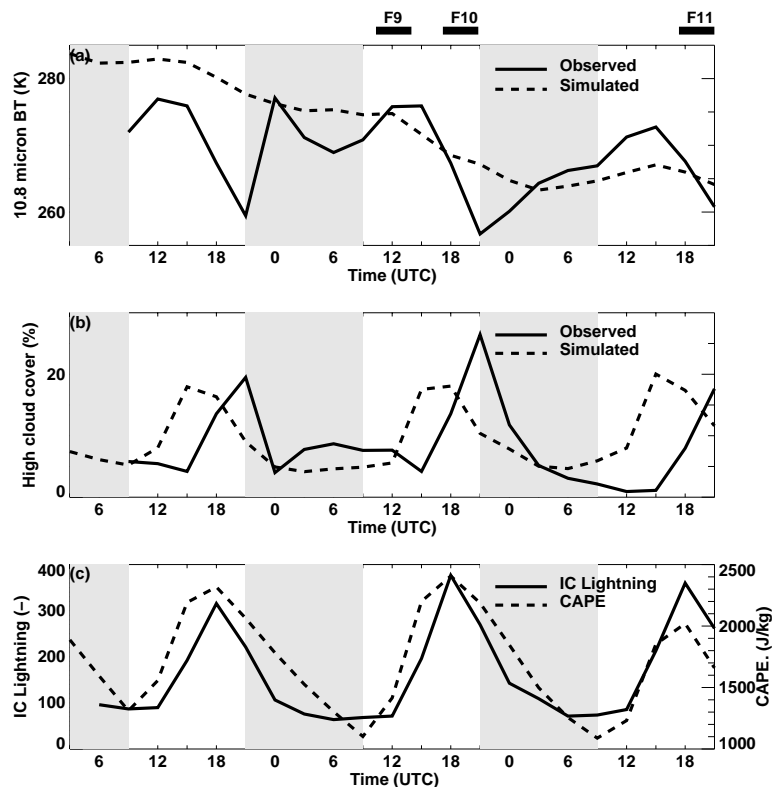 F9 F10 F11
(a)
Observed
Simulated
10.8 micron BT (K)
280
260
6 12 18 0 6 12 18 0 6 12 18
Time (UTC)
(b)
Observed
Simulated
High cloud cover (%)
20
0
6 12 18 0 6 12 18 0 6 12 18
Time (UTC)
(c)
IC Lightning
CAPE
IC Lightning (–)
400
300
200
100
0
2500
2000
1500
1000
CAPE. (J/kg)
6 12 18 0 6 12 18 0 6 12 18
Time (UTC)